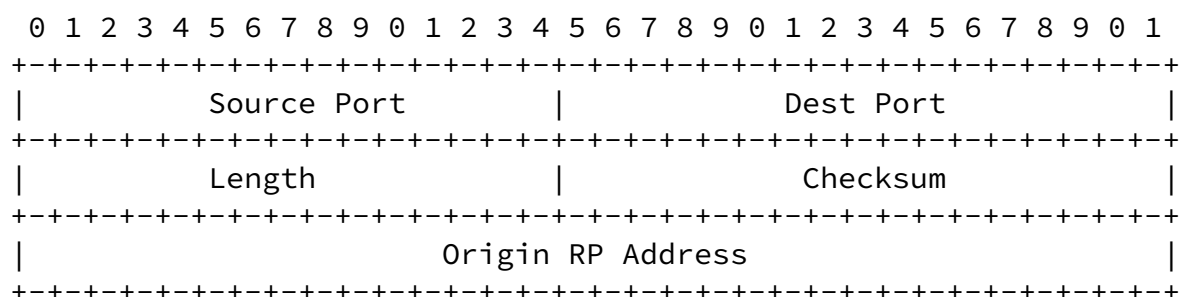 0 1 2 3 4 5 6 7 8 9 0 1 2 3 4 5 6 7 8 9 0 1 2 3 4 5 6 7 8 9 0 1
+-+-+-+-+-+-+-+-+-+-+-+-+-+-+-+-+-+-+-+-+-+-+-+-+-+-+-+-+-+-+-+-+
|          Source Port        |            Dest Port            |
+-+-+-+-+-+-+-+-+-+-+-+-+-+-+-+-+-+-+-+-+-+-+-+-+-+-+-+-+-+-+-+-+
|          Length             |             Checksum            |
+-+-+-+-+-+-+-+-+-+-+-+-+-+-+-+-+-+-+-+-+-+-+-+-+-+-+-+-+-+-+-+-+
|                       Origin RP Address                       |
+-+-+-+-+-+-+-+-+-+-+-+-+-+-+-+-+-+-+-+-+-+-+-+-+-+-+-+-+-+-+-+-+